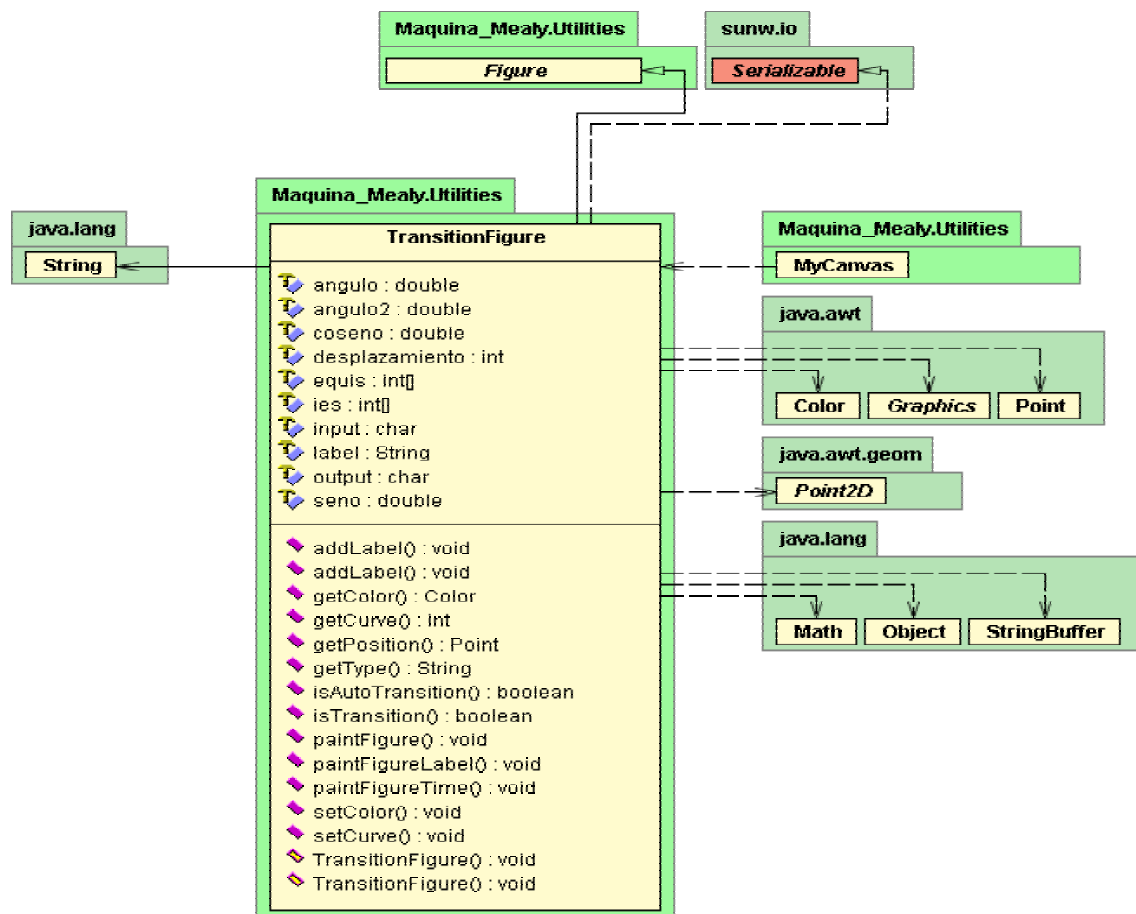 Maquina_Mealy.Utilities
Figure
sunw.io
Serializable
java.lang
String
Maquina_Mealy.Utilities
TransitionFigure
angulo : double
angulo2 : double
coseno : double
desplazamiento : int
equis : int[]
ies : int[]
input : char
label : String
output : char
seno : double
addLabel() : void
addLabel() : void
getColor() : Color
getCurve() : int
getPosition() : Point
getType() : String
isAutoTransition() : boolean
isTransition() : boolean
paintFigure() : void
paintFigureLabel() : void
paintFigureTime() : void
setColor() : void
setCurve() : void
TransitionFigure() : void
TransitionFigure() : void
Maquina_Mealy.Utilities
MyCanvas
java.awt
Color Graphics Point
java.awt.geom
Point2D
java.lang
Math Object StringBuffer